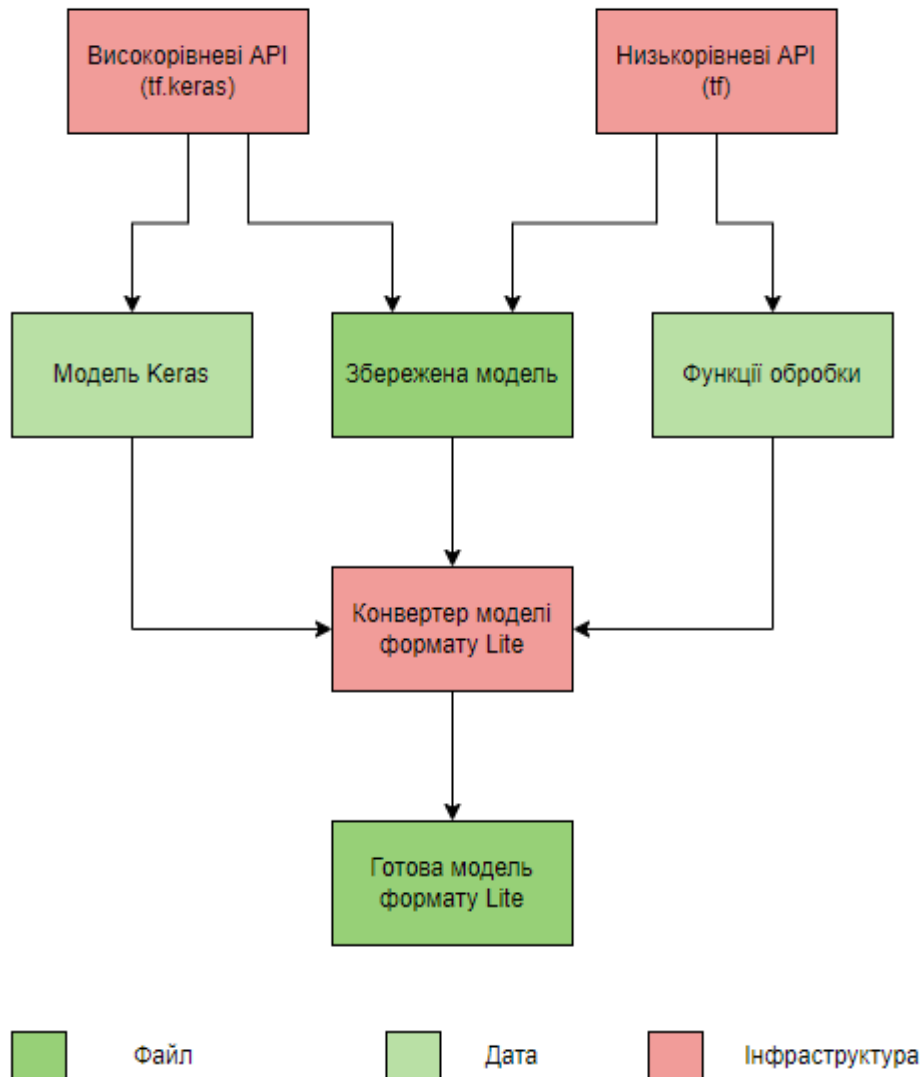 Високорівневі API
(tf.keras)
Низькорівневі API
(tf)
Модель Keras
Збережена модель
Функції обробки
Конвертер моделі
формату Lite
Готова модель
формату Lite
Файл
Дата
Інфраструктура